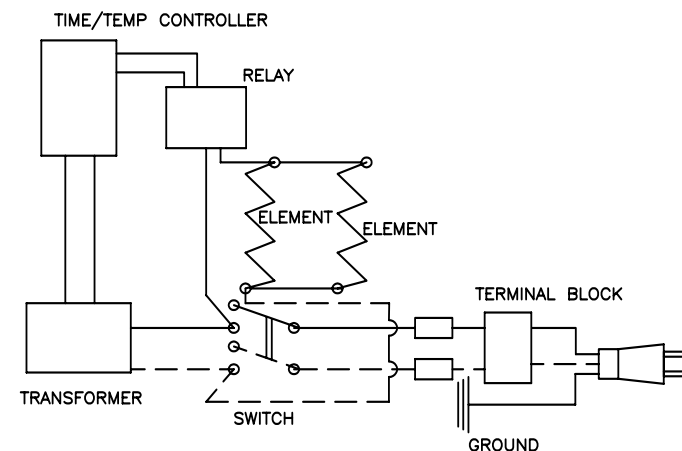 TIME/TEMP CONTROLLER
RELAY
ELEMENT
ELEMENT
TERMINAL BLOCK
TRANSFORMER
SWITCH
GROUND